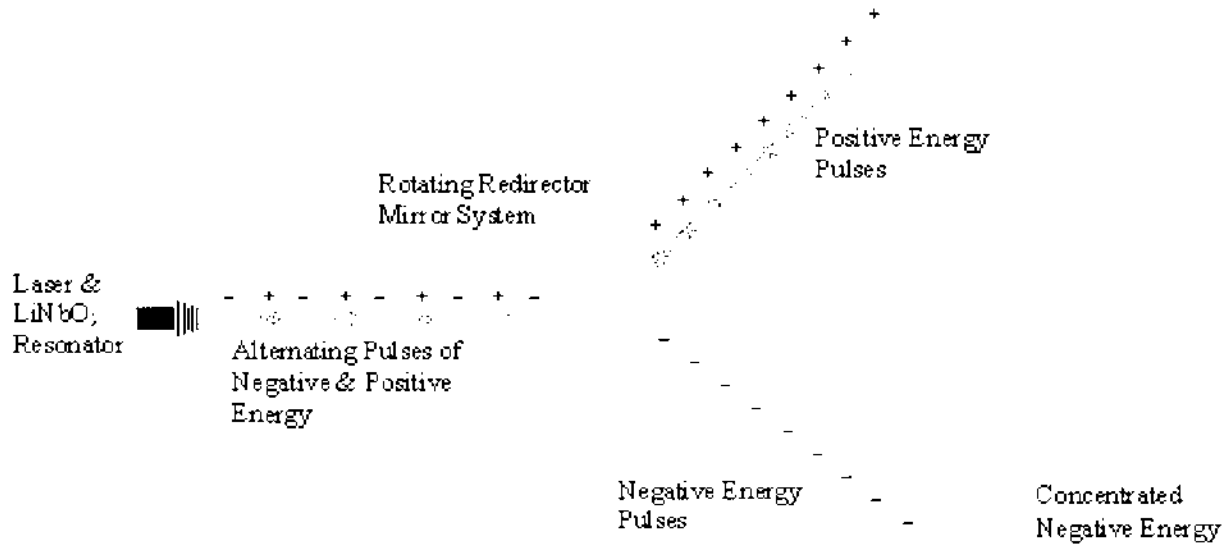 Positive Energy
Pulses
Rotating Redirector
Mirror System
Laser &
LiNbO3
Resonator
- + - + - + - + -
Alternating Pulses of
Negative & Positive
Energy
Negative Energy
Pulses
Concentrated
Negative Energy